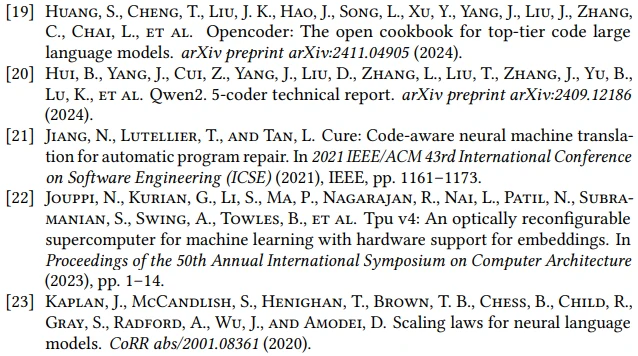 [19] Huang, S., Cheng, T., Liu, J. K., Hao, J., Song, L., Xu, Y., Yang, J., Liu, J., Zhang,
C., Chai, L., et al. Opencoder: The open cookbook for top-tier code large
language models. arXiv preprint arXiv:2411.04905 (2024).
[20] Hui, B., Yang, J., Cui, Z., Yang, J., Liu, D., Zhang, L., Liu, T., Zhang, J., Yu, B.,
Lu, K., et al. Qwen2. 5-coder technical report. arXiv preprint arXiv:2409.12186
(2024).
[21] Jiang, N., Lutellier, T., and Tan, L. Cure: Code-aware neural machine transla-
tion for automatic program repair. In 2021 IEEE/ACM 43rd International Conference
on Software Engineering (ICSE) (2021), IEEE, pp. 1161–1173.
[22] Jouppi, N., Kurian, G., Li, S., Ma, P., Nagarajan, R., Nai, L., Patil, N., Subra-
manian, S., Swing, A., Towles, B., et al. Tpu v4: An optically reconfigurable
supercomputer for machine learning with hardware support for embeddings. In
Proceedings of the 50th Annual International Symposium on Computer Architecture
(2023), pp. 1–14.
[23] Kaplan, J., McCandlish, S., Henighan, T., Brown, T. B., Chess, B., Child, R.,
Gray, S., Radford, A., Wu, J., and Amodei, D. Scaling laws for neural language
models. CoRR abs/2001.08361 (2020).